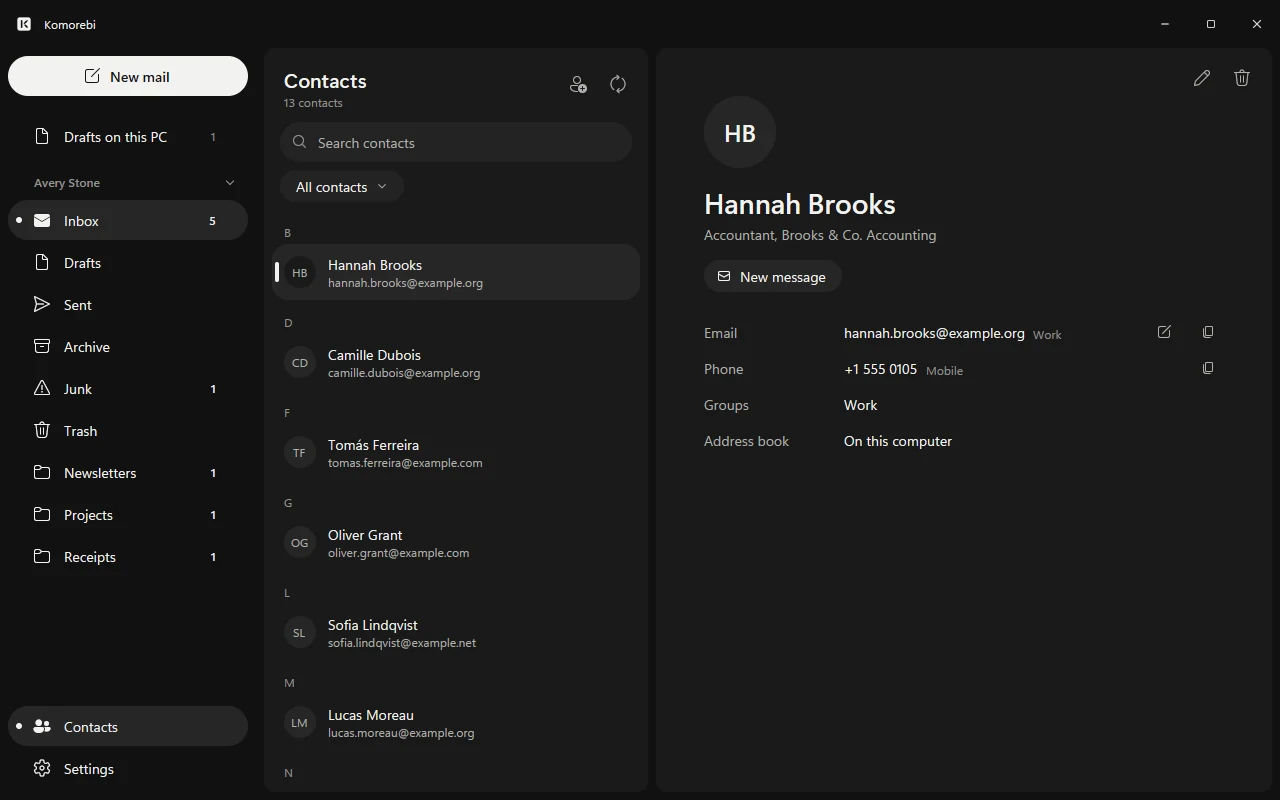 Komorebi
New mail
Drafts on this PC 1
Avery Stone
Inbox 5
Drafts
Sent
Archive
Junk 1
Trash
Newsletters 1
Projects 1
Receipts 1
Contacts
Settings
Contacts
13 contacts
Search contacts
All contacts
B
HB
Hannah Brooks
hannah.brooks@example.org
D
CD
Camille Dubois
camille.dubois@example.org
F
TF
Tomás Ferreira
tomas.ferreira@example.com
G
OG
Oliver Grant
oliver.grant@example.com
L
SL
Sofia Lindqvist
sofia.lindqvist@example.net
M
LM
Lucas Moreau
lucas.moreau@example.org
N
HB
Hannah Brooks
Accountant, Brooks & Co. Accounting
New message
Email hannah.brooks@example.org Work
Phone +1 555 0105 Mobile
Groups Work
Address book On this computer